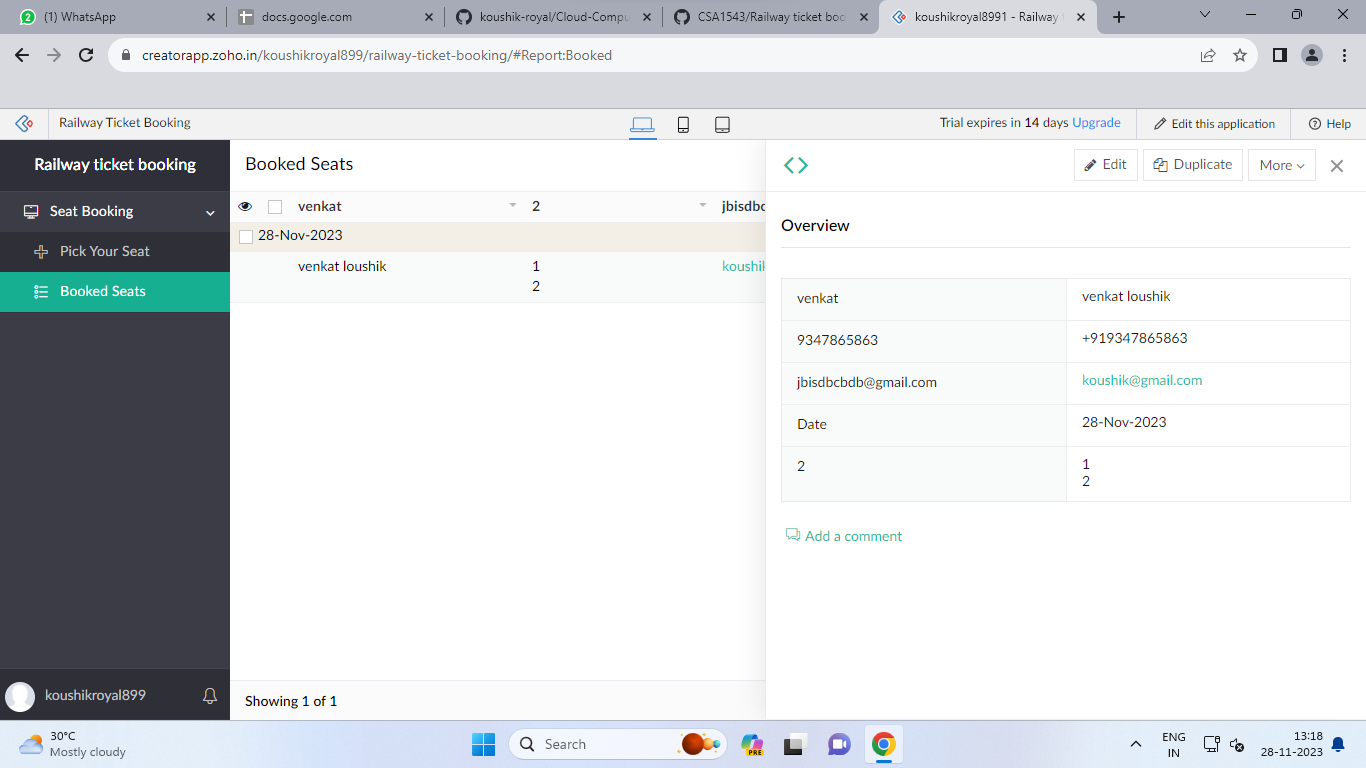 (1) WhatsApp
docs.google.com
koushik-royal/Cloud-Compu
CSA1543/Railway ticket boo
koushikroyal8991 - Railway
creatorapp.zoho.in/koushikroyal899/railway-ticket-booking/#Report:Booked
Railway Ticket Booking
Trial expires in 14 days Upgrade
Edit this application
Help
Railway ticket booking
Seat Booking
Pick Your Seat
Booked Seats
koushikroyal899
Booked Seats
venkat 2 jbisdbc
28-Nov-2023
venkat loushik 1 koushik
2
Showing 1 of 1
Edit
Duplicate
More
Overview
venkat venkat loushik
9347865863 +919347865863
jbisdbcbdb@gmail.com koushik@gmail.com
Date 28-Nov-2023
2 1
2
Add a comment
30°C
Mostly cloudy
Search
PRE
ENG
IN
13:18
28-11-2023